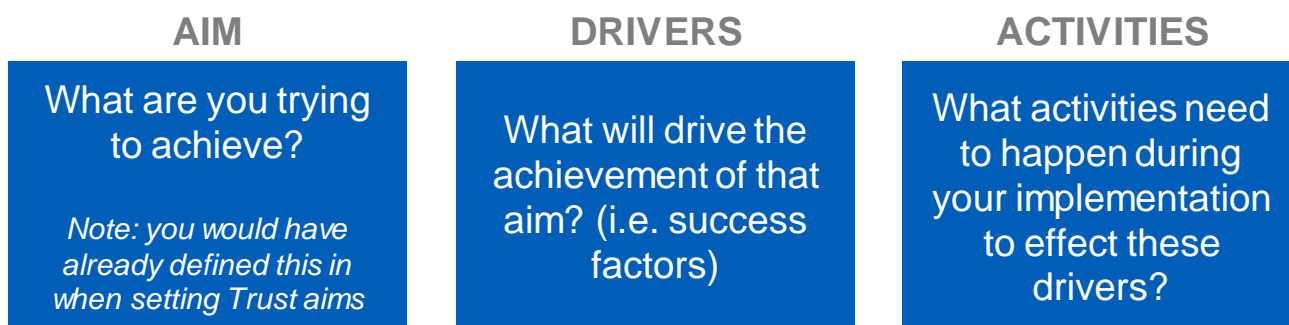 AIM
What are you trying
to achieve?
Note: you would have
already defined this in
when setting Trust aims
DRIVERS
What will drive the
achievement of that
aim? (i.e. success
factors)
ACTIVITIES
What activities need
to happen during
your implementation
to effect these
drivers?